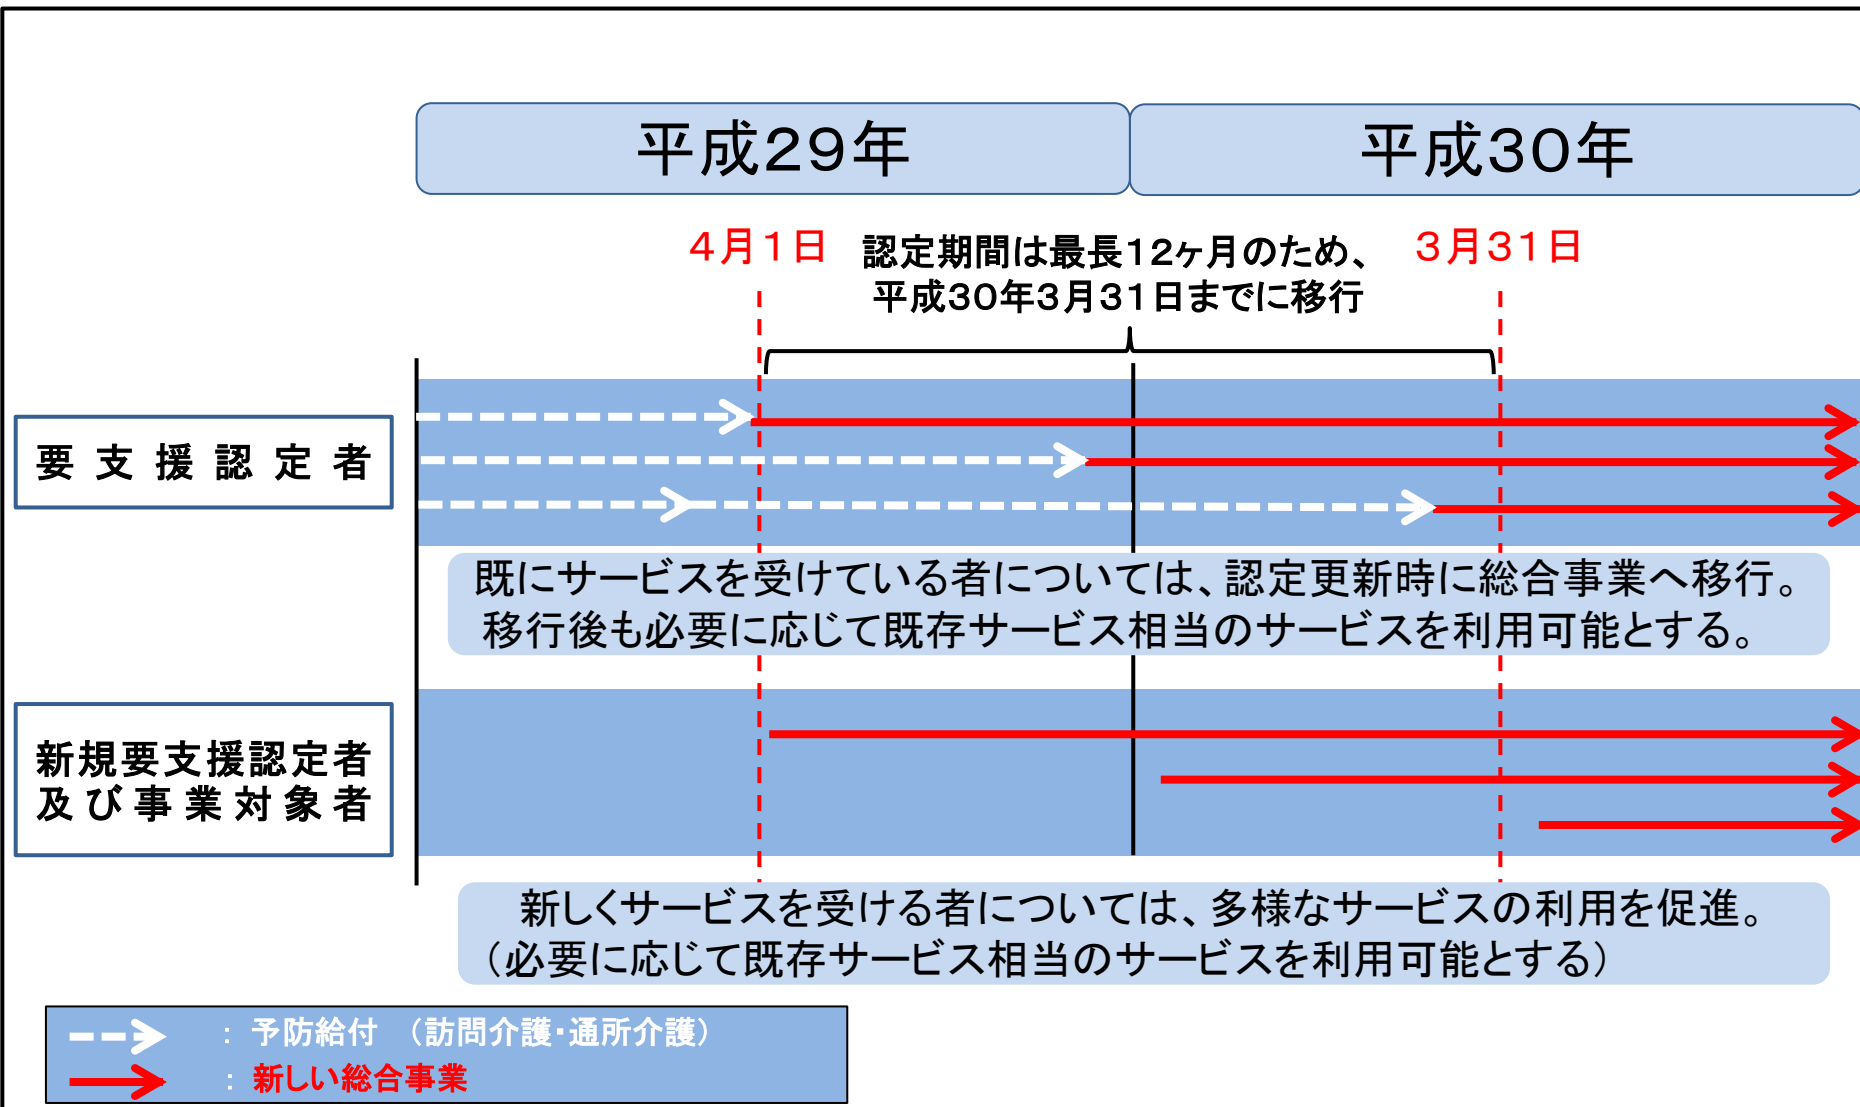 平成29年
平成30年
4月1日
認定期間は最長12ヶ月のため、
平成30年3月31日までに移行
3月31日
要支援認定者
既にサービスを受けている者については、認定更新時に総合事業へ移行。
移行後も必要に応じて既存サービス相当のサービスを利用可能とする。
新規要支援認定者
及び事業対象者
新しくサービスを受ける者については、多様なサービスの利用を促進。
（必要に応じて既存サービス相当のサービスを利用可能とする）
：予防給付　（訪問介護・通所介護）
：新しい総合事業